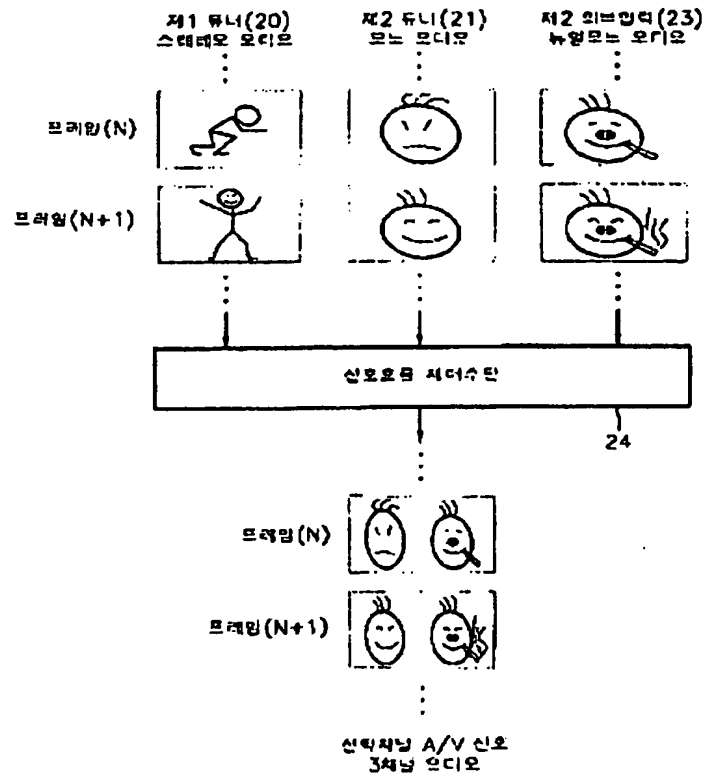 제1 튜너(20)
스테레오 오디오
제2 튜너(21)
모노 오디오
제2 외부입력(23)
듀얼모노 오디오
프레임(N)
프레임(N+1)
신호흐름 제어수단
24
프레임(N)
프레임(N+1)
선택채널 A/V 신호
3채널 오디오